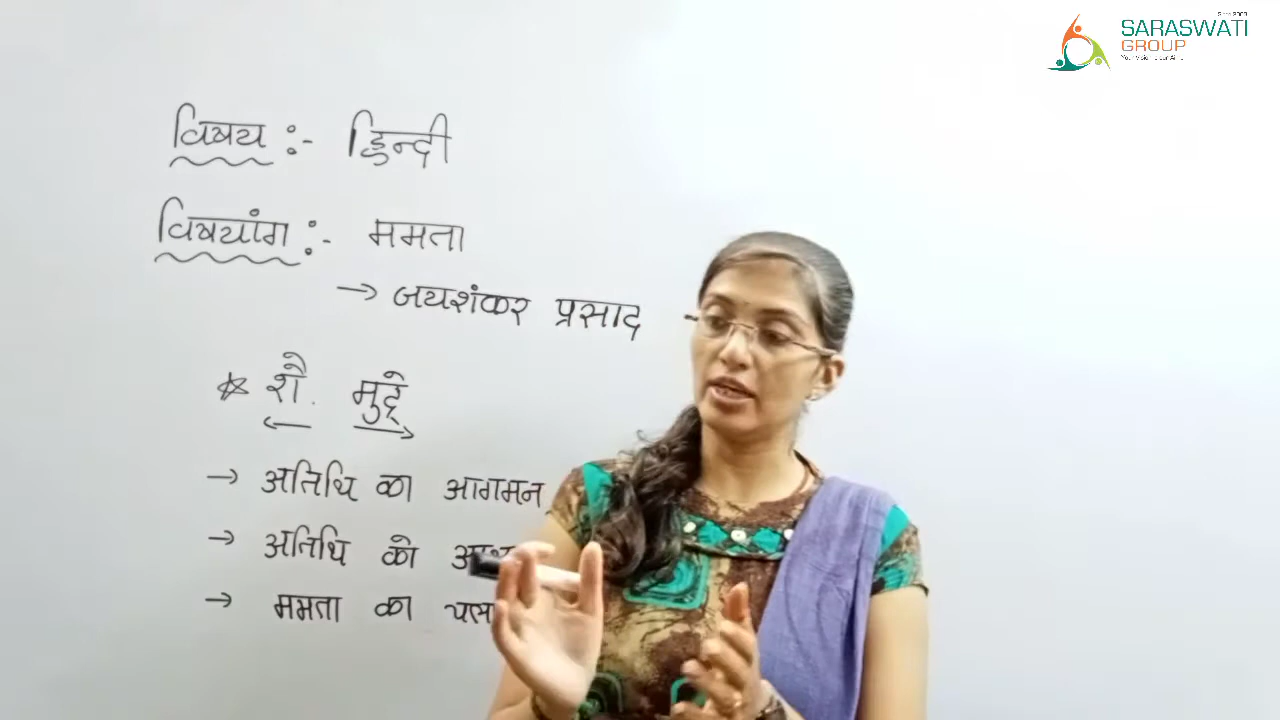 SARASWATI
GROUP
विषय :- हिन्दी
विषयांग :- ममता
→ जयशंकर प्रसाद
* शै. मुद्दे
→ अतिथि का आगमन
→ अतिथि को
→ ममता का